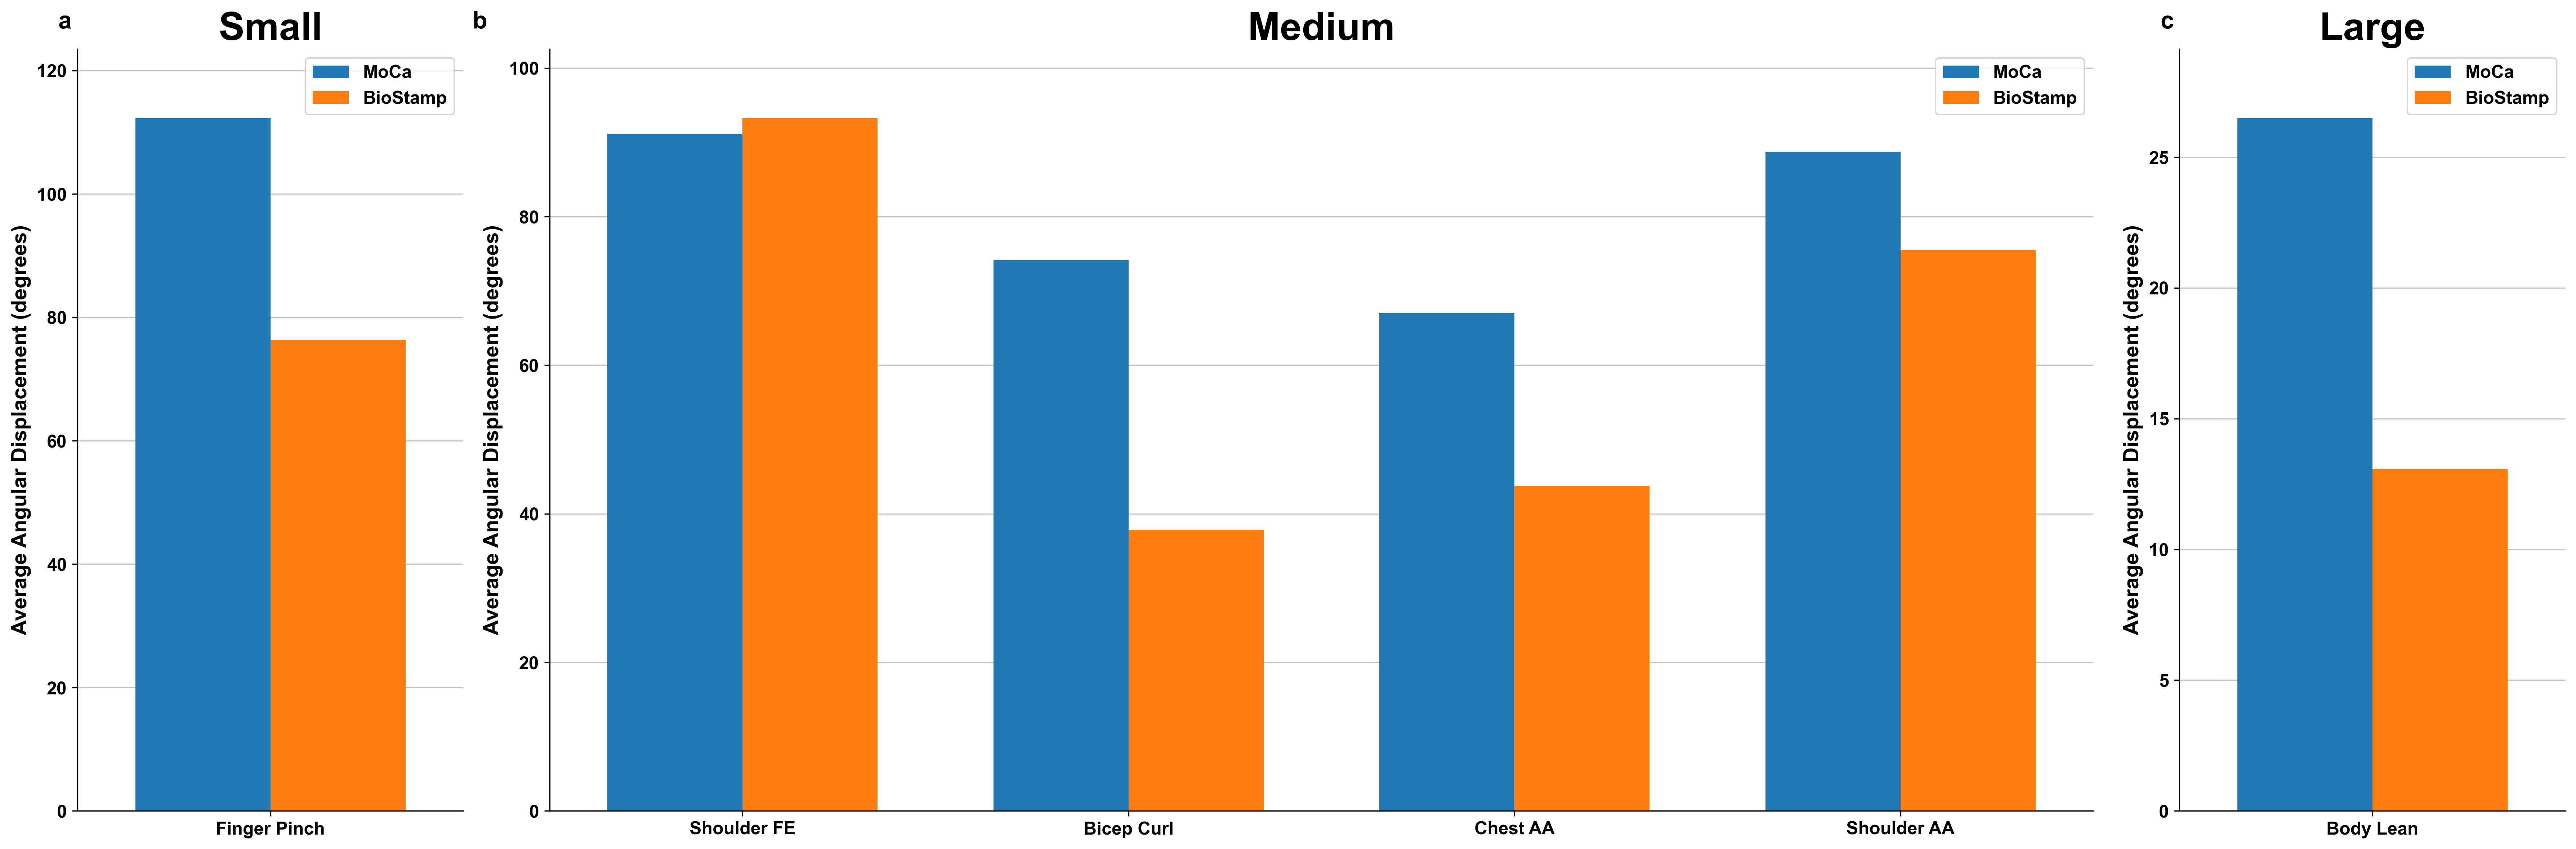 a
Small
Average Angular Displacement (degrees)
120
100
80
60
40
20
0
MoCa
BioStamp
Finger Pinch
b
Medium
Average Angular Displacement (degrees)
100
80
60
40
20
0
MoCa
BioStamp
Shoulder FE
Bicep Curl
Chest AA
Shoulder AA
c
Large
Average Angular Displacement (degrees)
25
20
15
10
5
0
MoCa
BioStamp
Body Lean